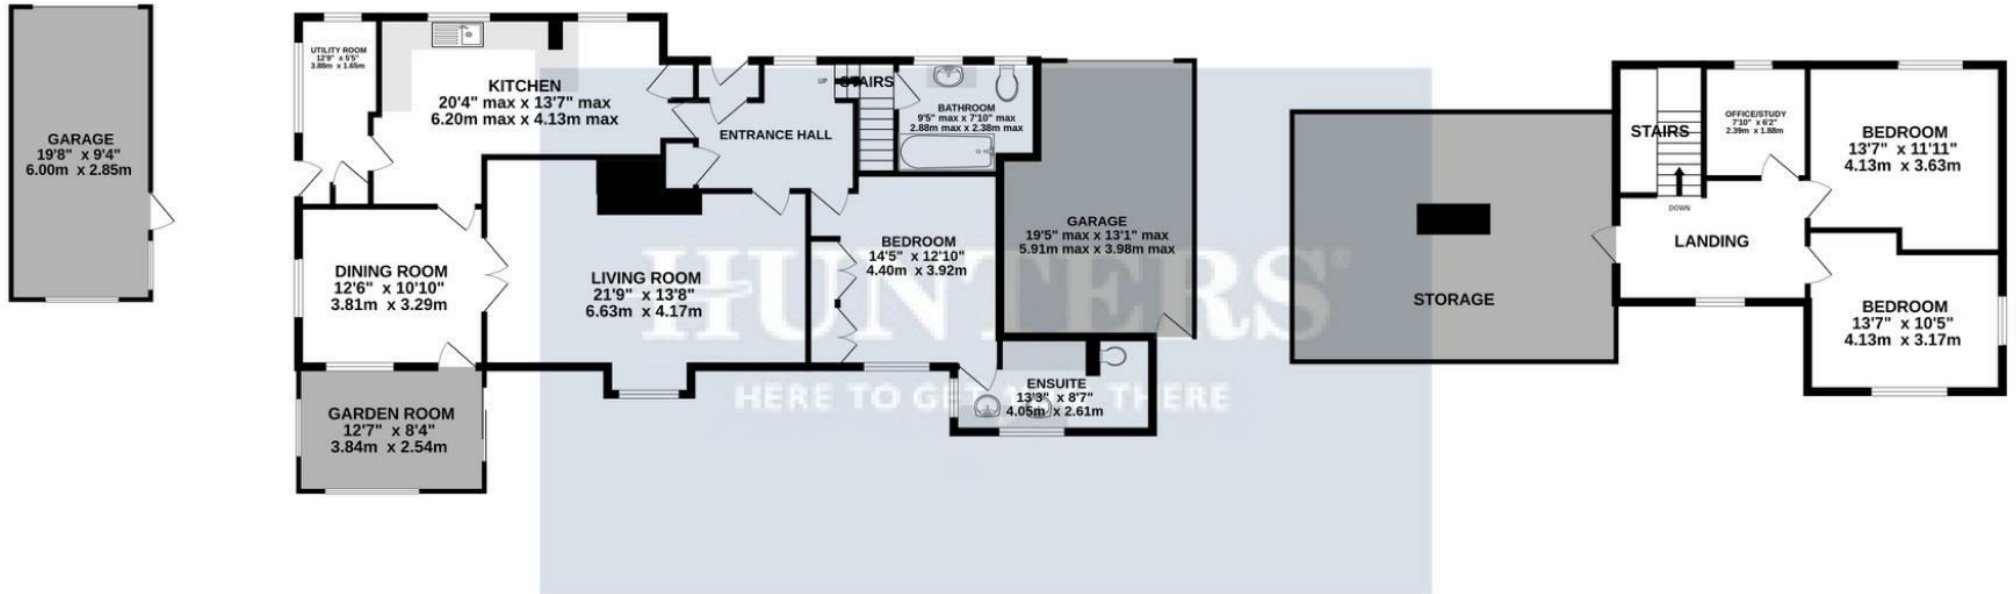 GARAGE
19'8" x 9'4"
6.00m x 2.85m
UTILITY ROOM
12'9" x 5'5"
3.88m x 1.65m
KITCHEN
20'4" max x 13'7" max
6.20m max x 4.13m max
UP
STAIRS
ENTRANCE HALL
BATHROOM
9'5" max x 7'10" max
2.88m max x 2.38m max
DINING ROOM
12'6" x 10'10"
3.81m x 3.29m
LIVING ROOM
21'9" x 13'8"
6.63m x 4.17m
BEDROOM
14'5" x 12'10"
4.40m x 3.92m
GARAGE
19'5" max x 13'1" max
5.91m max x 3.98m max
GARDEN ROOM
12'7" x 8'4"
3.84m x 2.54m
ENSUITE
13'3" x 8'7"
4.05m x 2.61m
STORAGE
STAIRS
DOWN
OFFICE/STUDY
7'10" x 6'2"
2.39m x 1.88m
LANDING
BEDROOM
13'7" x 11'11"
4.13m x 3.63m
BEDROOM
13'7" x 10'5"
4.13m x 3.17m
HUNTERS®
HERE TO GET YOU THERE